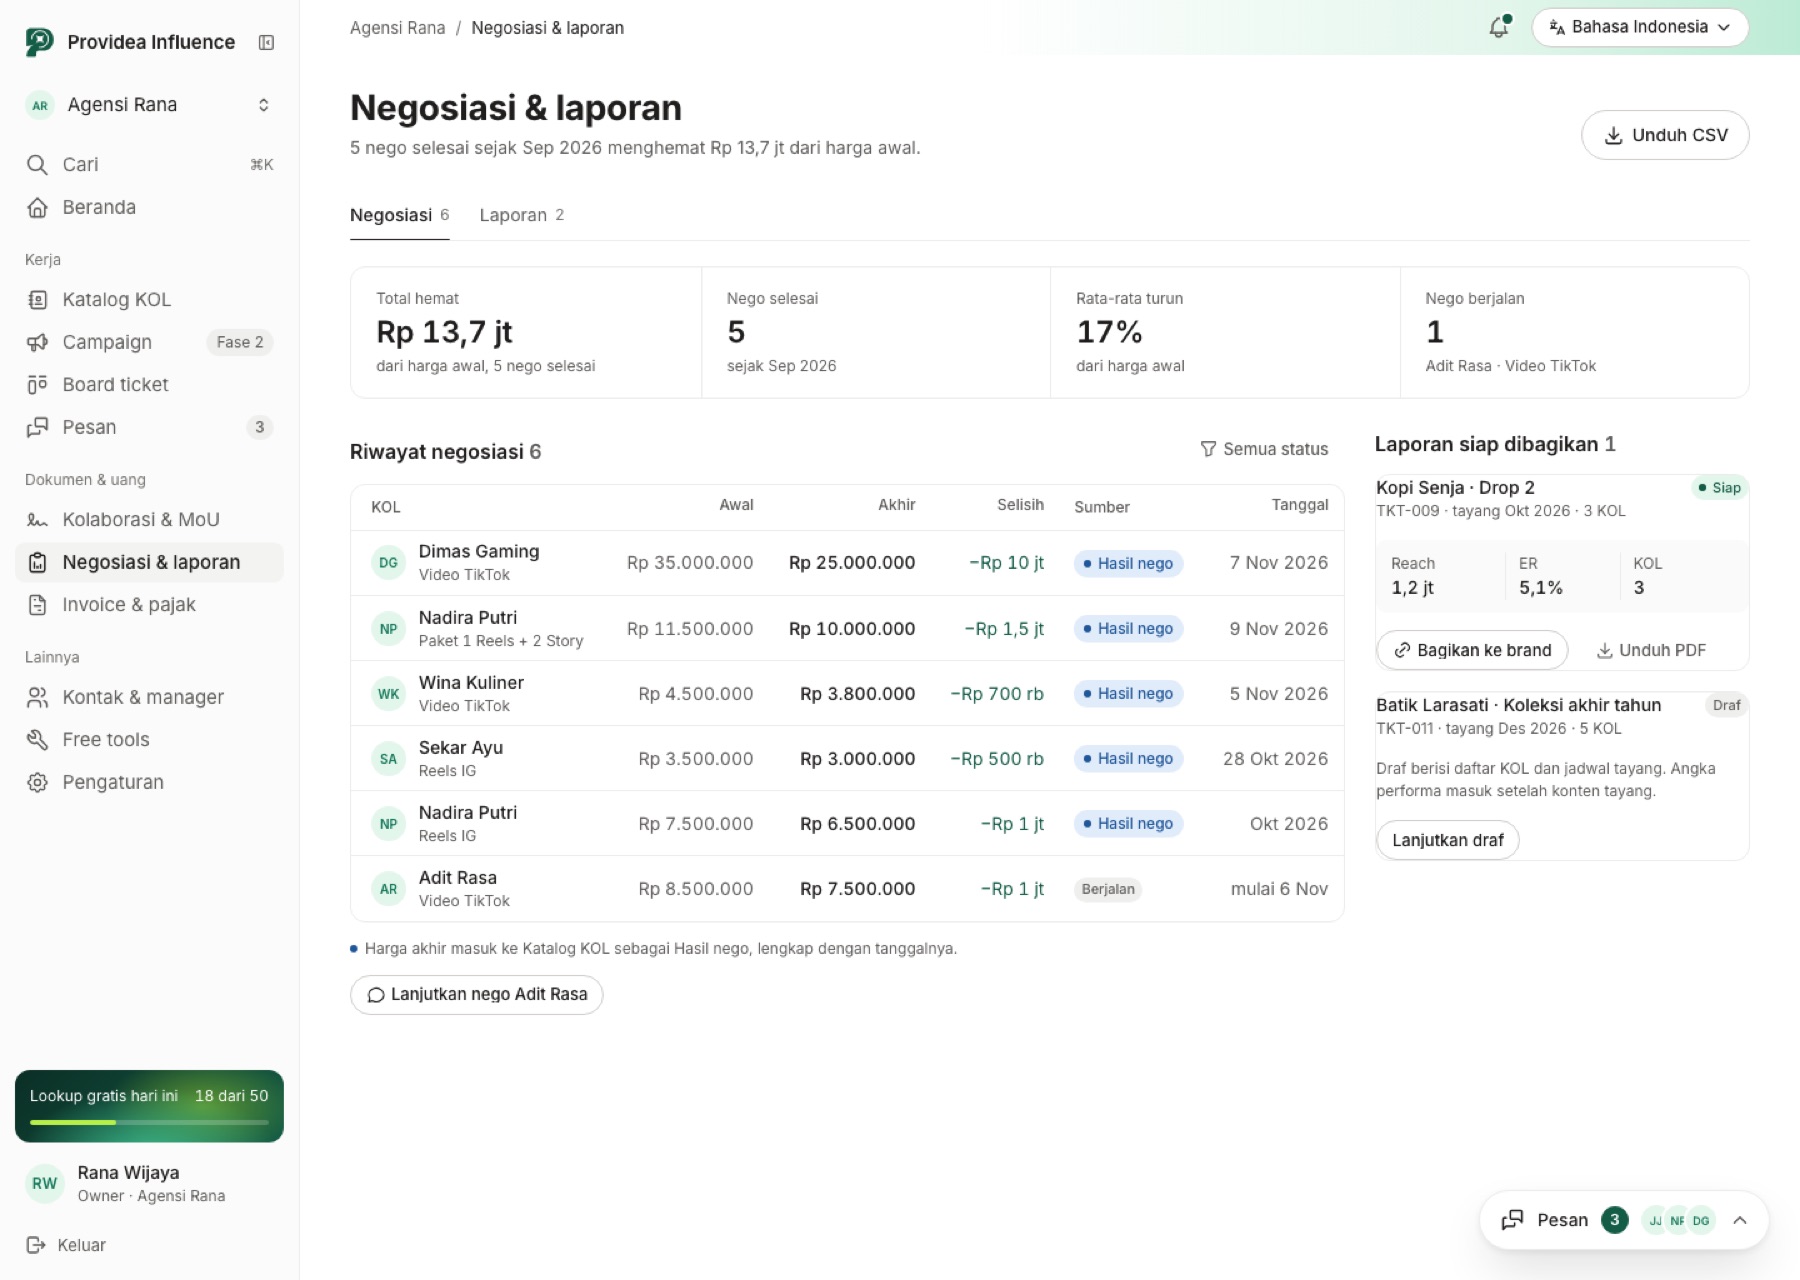 Providea Influence
AR Agensi Rana
Cari ⌘K
Beranda
Kerja
Katalog KOL
Campaign Fase 2
Board ticket
Pesan 3
Dokumen & uang
Kolaborasi & MoU
Negosiasi & laporan
Invoice & pajak
Lainnya
Kontak & manager
Free tools
Pengaturan
Lookup gratis hari ini 18 dari 50
RW Rana Wijaya
Owner · Agensi Rana
Keluar
Agensi Rana / Negosiasi & laporan
Bahasa Indonesia
Negosiasi & laporan
5 nego selesai sejak Sep 2026 menghemat Rp 13,7 jt dari harga awal.
Unduh CSV
Negosiasi 6 Laporan 2
Total hemat
Rp 13,7 jt
dari harga awal, 5 nego selesai
Nego selesai
5
sejak Sep 2026
Rata-rata turun
17%
dari harga awal
Nego berjalan
1
Adit Rasa · Video TikTok
Riwayat negosiasi 6
Semua status
KOL Awal Akhir Selisih Sumber Tanggal
DG Dimas Gaming Rp 35.000.000 Rp 25.000.000 −Rp 10 jt Hasil nego 7 Nov 2026
Video TikTok
NP Nadira Putri Rp 11.500.000 Rp 10.000.000 −Rp 1,5 jt Hasil nego 9 Nov 2026
Paket 1 Reels + 2 Story
WK Wina Kuliner Rp 4.500.000 Rp 3.800.000 −Rp 700 rb Hasil nego 5 Nov 2026
Video TikTok
SA Sekar Ayu Rp 3.500.000 Rp 3.000.000 −Rp 500 rb Hasil nego 28 Okt 2026
Reels IG
NP Nadira Putri Rp 7.500.000 Rp 6.500.000 −Rp 1 jt Hasil nego Okt 2026
Reels IG
AR Adit Rasa Rp 8.500.000 Rp 7.500.000 −Rp 1 jt Berjalan mulai 6 Nov
Video TikTok
Harga akhir masuk ke Katalog KOL sebagai Hasil nego, lengkap dengan tanggalnya.
Lanjutkan nego Adit Rasa
Laporan siap dibagikan 1
Kopi Senja · Drop 2 Siap
TKT-009 · tayang Okt 2026 · 3 KOL
Reach ER KOL
1,2 jt 5,1% 3
Bagikan ke brand Unduh PDF
Batik Larasati · Koleksi akhir tahun Draf
TKT-011 · tayang Des 2026 · 5 KOL
Draf berisi daftar KOL dan jadwal tayang. Angka
performa masuk setelah konten tayang.
Lanjutkan draf
Pesan 3 JJ NP DG